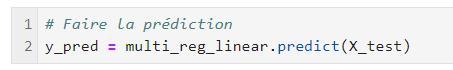 1 # Faire la prédiction
2 y_pred = multi_reg_linear.predict(X_test)